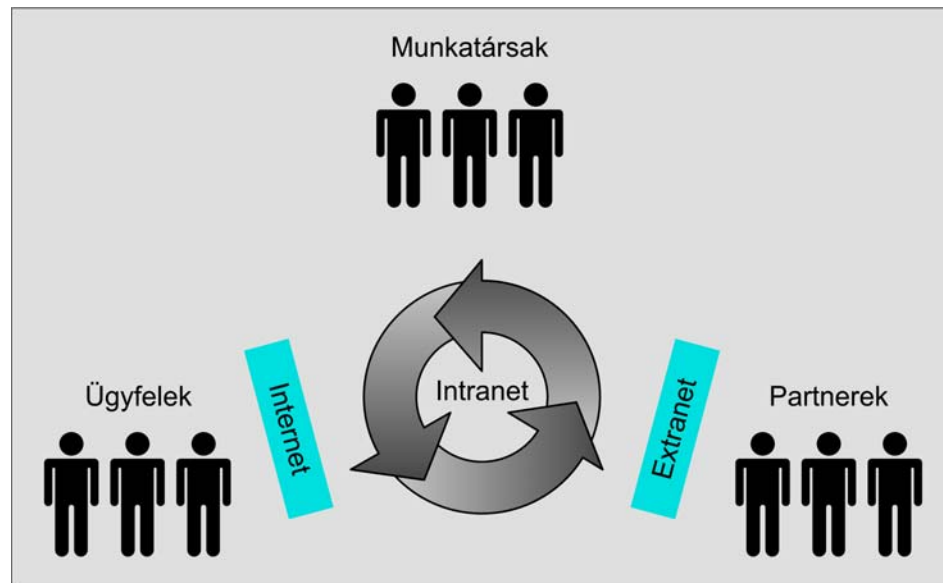 Munkatársak
Ügyfelek
Internet
Intranet
Extranet
Partnerek